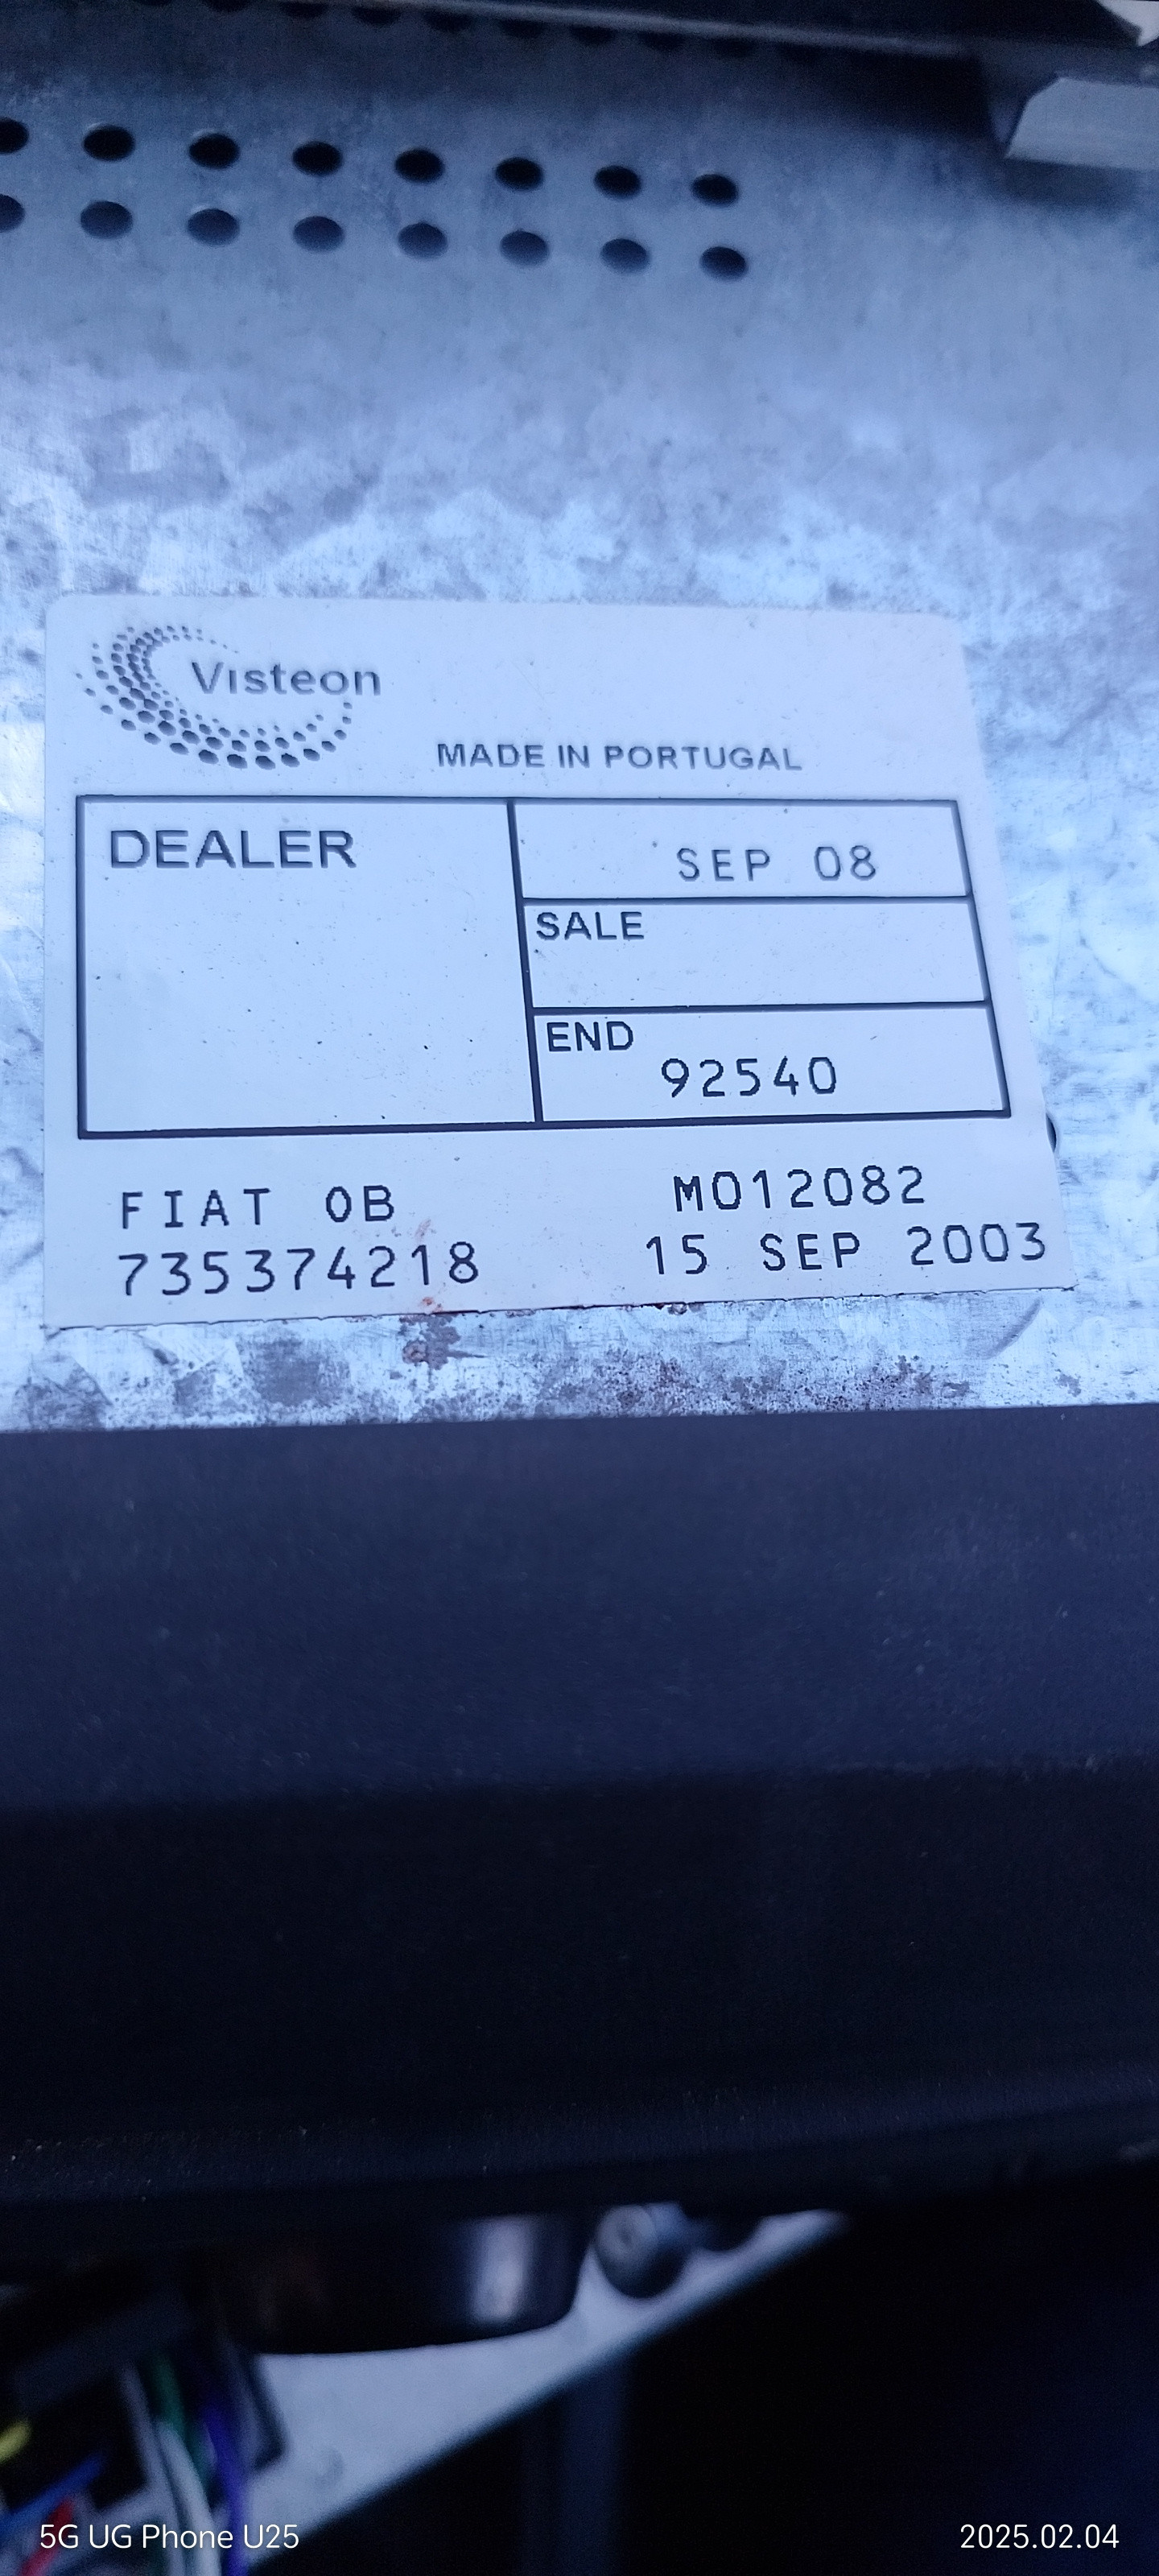 Visteon
MADE IN PORTUGAL
DEALER
SEP 08
SALE
END
92540
FIAT 0B
M012082
735374218
15 SEP 2003
5G UG Phone U25
2025.02.04